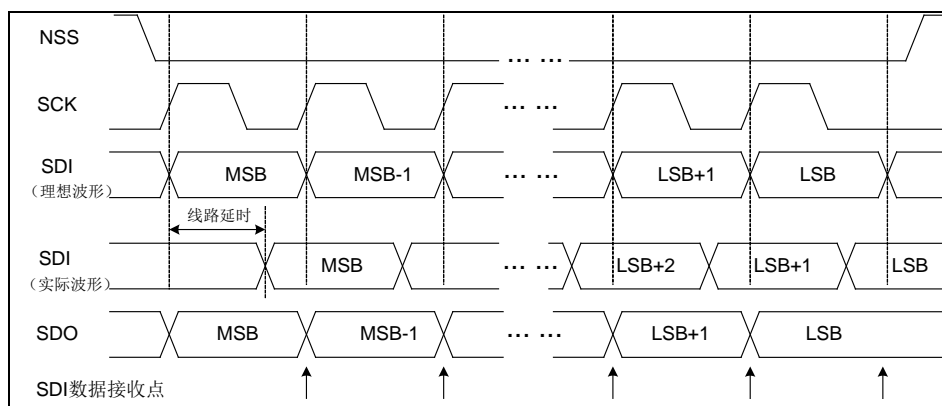 NSS
... ...
SCK
... ...
SDI MSB MSB-1 ... ... LSB+1 LSB
（理想波形）
线路延时
SDI MSB ... ... LSB+2 LSB+1 LSB
（实际波形）
SDO MSB MSB-1 ... ... LSB+1 LSB
SDI数据接收点